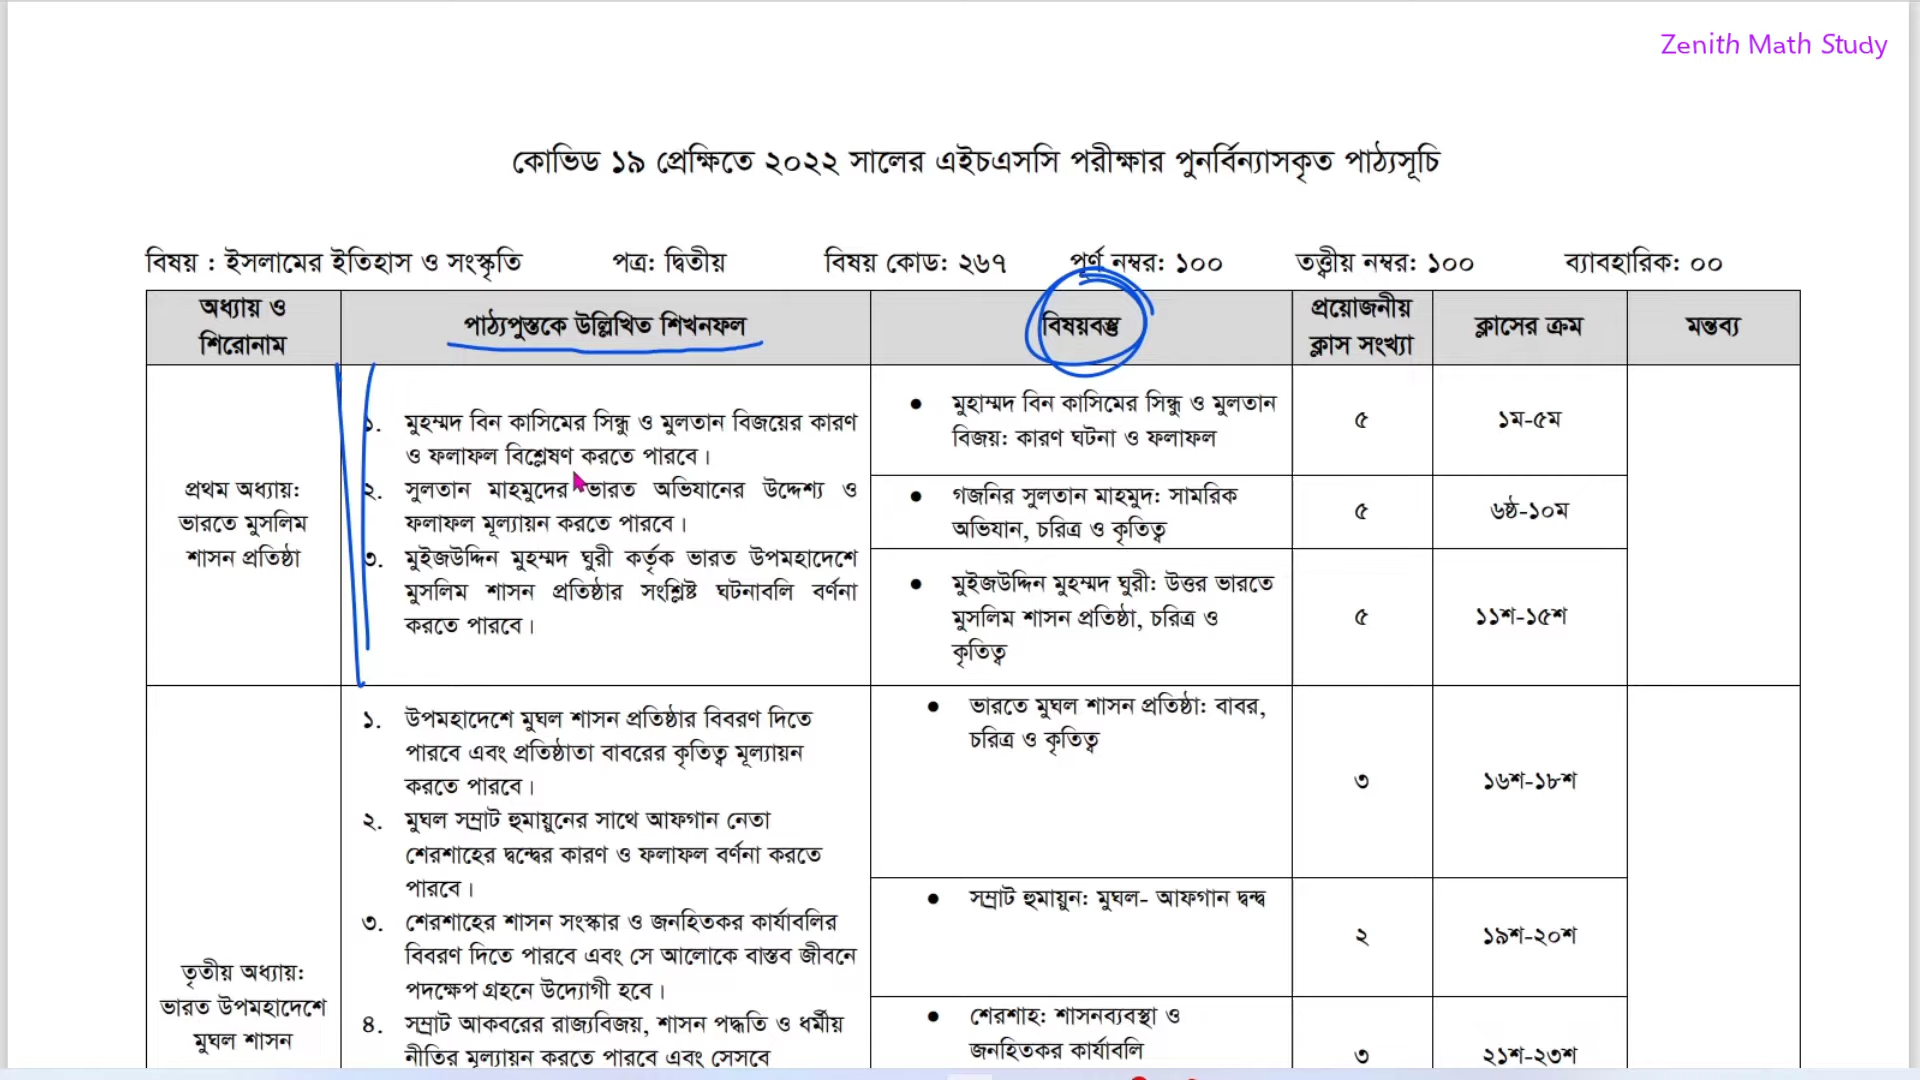 Zenith Math Study
কোভিড ১৯ প্রেক্ষিতে ২০২২ সালের এইচএসসি পরীক্ষার পুনর্বিন্যাসকৃত পাঠ্যসূচি
বিষয় : ইসলামের ইতিহাস ও সংস্কৃতি পত্র: দ্বিতীয় বিষয় কোড: ২৬৭ পূর্ণ নম্বর: ১০০ তত্ত্বীয় নম্বর: ১০০ ব্যাবহারিক: ০০
অধ্যায় ও
শিরোনাম
পাঠ্যপুস্তকে উল্লিখিত শিখনফল
বিষয়বস্তু
প্রয়োজনীয়
ক্লাস সংখ্যা
ক্লাসের ক্রম
মন্তব্য
প্রথম অধ্যায়:
ভারতে মুসলিম
শাসন প্রতিষ্ঠা
১. মুহম্মদ বিন কাসিমের সিন্ধু ও মুলতান বিজয়ের কারণ
ও ফলাফল বিশ্লেষণ করতে পারবে।
২. সুলতান মাহমুদের ভারত অভিযানের উদ্দেশ্য ও
ফলাফল মূল্যায়ন করতে পারবে।
৩. মুইজউদ্দিন মুহম্মদ ঘুরী কর্তৃক ভারত উপমহাদেশে
মুসলিম শাসন প্রতিষ্ঠার সংশ্লিষ্ট ঘটনাবলি বর্ণনা
করতে পারবে।
● মুহাম্মদ বিন কাসিমের সিন্ধু ও মুলতান
বিজয়: কারণ ঘটনা ও ফলাফল
৫
১ম-৫ম
● গজনির সুলতান মাহমুদ: সামরিক
অভিযান, চরিত্র ও কৃতিত্ব
৫
৬ষ্ঠ-১০ম
● মুইজউদ্দিন মুহম্মদ ঘুরী: উত্তর ভারতে
মুসলিম শাসন প্রতিষ্ঠা, চরিত্র ও
কৃতিত্ব
৫
১১শ-১৫শ
তৃতীয় অধ্যায়:
ভারত উপমহাদেশে
মুঘল শাসন
১. উপমহাদেশে মুঘল শাসন প্রতিষ্ঠার বিবরণ দিতে
পারবে এবং প্রতিষ্ঠাতা বাবরের কৃতিত্ব মূল্যায়ন
করতে পারবে।
২. মুঘল সম্রাট হুমায়ুনের সাথে আফগান নেতা
শেরশাহের দ্বন্দ্বের কারণ ও ফলাফল বর্ণনা করতে
পারবে।
৩. শেরশাহের শাসন সংস্কার ও জনহিতকর কার্যাবলির
বিবরণ দিতে পারবে এবং সে আলোকে বাস্তব জীবনে
পদক্ষেপ গ্রহনে উদ্যোগী হবে।
৪. সম্রাট আকবরের রাজ্যবিজয়, শাসন পদ্ধতি ও ধর্মীয়
নীতির মূল্যায়ন করতে পারবে এবং সেসবে
● ভারতে মুঘল শাসন প্রতিষ্ঠা: বাবর,
চরিত্র ও কৃতিত্ব
৩
১৬শ-১৮শ
● সম্রাট হুমায়ুন: মুঘল- আফগান দ্বন্দ্ব
২
১৯শ-২০শ
● শেরশাহ: শাসনব্যবস্থা ও
জনহিতকর কার্যাবলি
৩
২১শ-২৩শ